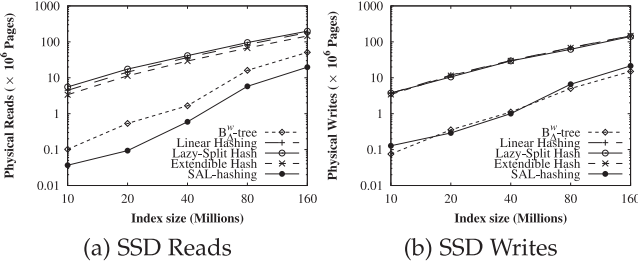 1000
100
10
1
0.1
0.01
Physical Reads (× 10⁶ Pages)
B_Δ^w-tree
Linear Hashing
Lazy-Split Hash
Extendible Hash
SAL-hashing
10 20 40 80 160
Index size (Millions)
(a) SSD Reads
1000
100
10
1
0.1
0.01
Physical Writes (× 10⁶ Pages)
B_Δ^w-tree
Linear Hashing
Lazy-Split Hash
Extendible Hash
SAL-hashing
10 20 40 80 160
Index size (Millions)
(b) SSD Writes